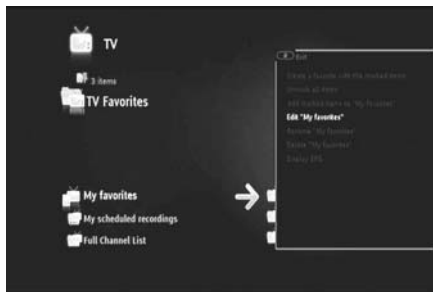 TV
Exit
3 items
Create a favorite with the marked items
Unmark all items
TV Favorites
Add marked items to "My favorites"
Edit "My favorites"
Rename "My favorites"
Delete "My favorites"
Display EPG
My favorites
My scheduled recordings
Full Channel List